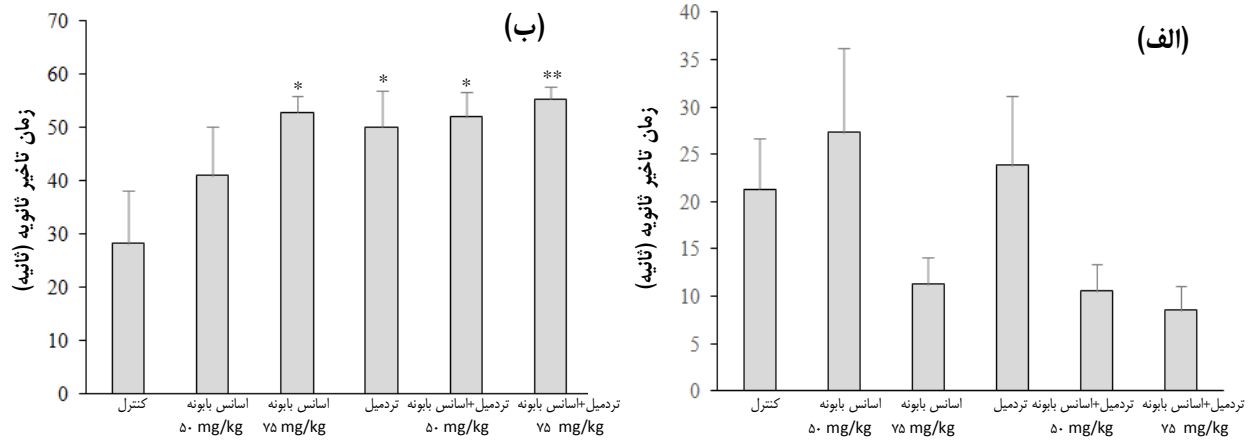 (الف)
زمان تاخیر ثانویه (ثانیه)
40
35
30
25
20
15
10
5
0
کنترل
اسانس بابونه
۵۰ mg/kg
اسانس بابونه
۷۵ mg/kg
تردمیل
تردمیل+اسانس بابونه
۵۰ mg/kg
تردمیل+اسانس بابونه
۷۵ mg/kg
(ب)
زمان تاخیر ثانویه (ثانیه)
70
60
50
40
30
20
10
0
*
*
*
**
کنترل
اسانس بابونه
۵۰ mg/kg
اسانس بابونه
۷۵ mg/kg
تردمیل
تردمیل+اسانس بابونه
۵۰ mg/kg
تردمیل+اسانس بابونه
۷۵ mg/kg